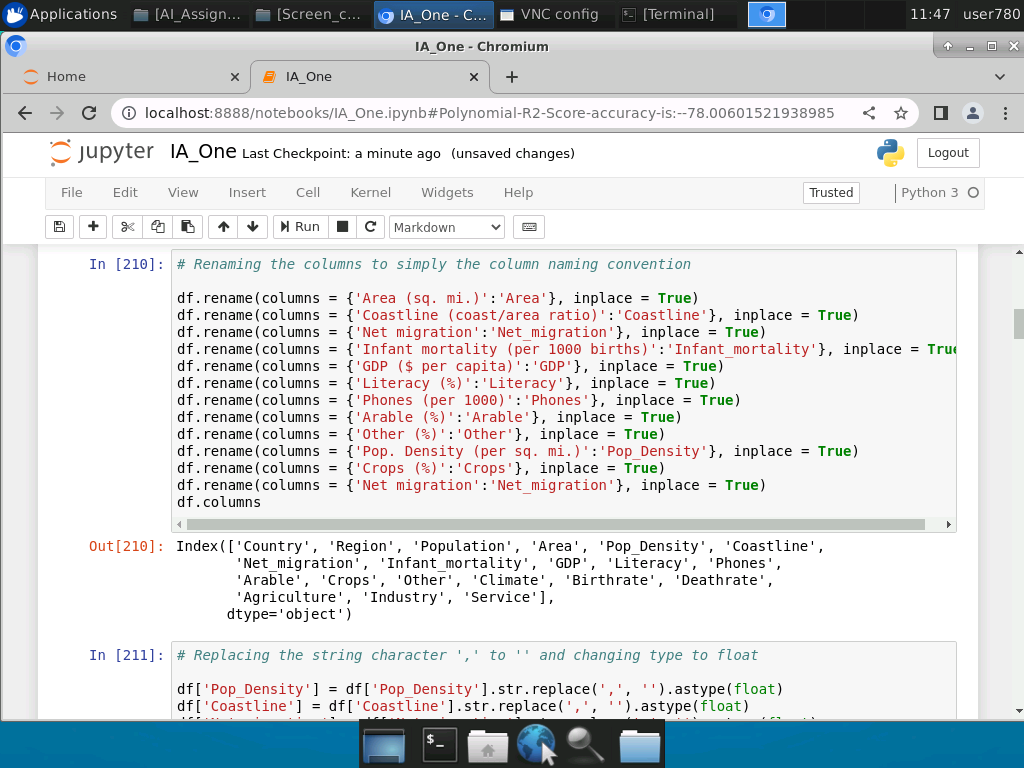 Applications [AI_Assign... [Screen_c... IA_One - C... VNC config [Terminal] 11:47 user780
IA_One - Chromium
Home IA_One
localhost:8888/notebooks/IA_One.ipynb#Polynomial-R2-Score-accuracy-is:--78.00601521938985
jupyter IA_One Last Checkpoint: a minute ago (unsaved changes) Logout
File Edit View Insert Cell Kernel Widgets Help Trusted Python 3
Run Markdown
In [210]: # Renaming the columns to simply the column naming convention
df.rename(columns = {'Area (sq. mi.)':'Area'}, inplace = True)
df.rename(columns = {'Coastline (coast/area ratio)':'Coastline'}, inplace = True)
df.rename(columns = {'Net migration':'Net_migration'}, inplace = True)
df.rename(columns = {'Infant mortality (per 1000 births)':'Infant_mortality'}, inplace = True
df.rename(columns = {'GDP ($ per capita)':'GDP'}, inplace = True)
df.rename(columns = {'Literacy (%)':'Literacy'}, inplace = True)
df.rename(columns = {'Phones (per 1000)':'Phones'}, inplace = True)
df.rename(columns = {'Arable (%)':'Arable'}, inplace = True)
df.rename(columns = {'Other (%)':'Other'}, inplace = True)
df.rename(columns = {'Pop. Density (per sq. mi.)':'Pop_Density'}, inplace = True)
df.rename(columns = {'Crops (%)':'Crops'}, inplace = True)
df.rename(columns = {'Net migration':'Net_migration'}, inplace = True)
df.columns
Out[210]: Index(['Country', 'Region', 'Population', 'Area', 'Pop_Density', 'Coastline',
'Net_migration', 'Infant_mortality', 'GDP', 'Literacy', 'Phones',
'Arable', 'Crops', 'Other', 'Climate', 'Birthrate', 'Deathrate',
'Agriculture', 'Industry', 'Service'],
dtype='object')
In [211]: # Replacing the string character ',' to '' and changing type to float
df['Pop_Density'] = df['Pop_Density'].str.replace(',', '').astype(float)
df['Coastline'] = df['Coastline'].str.replace(',', '').astype(float)